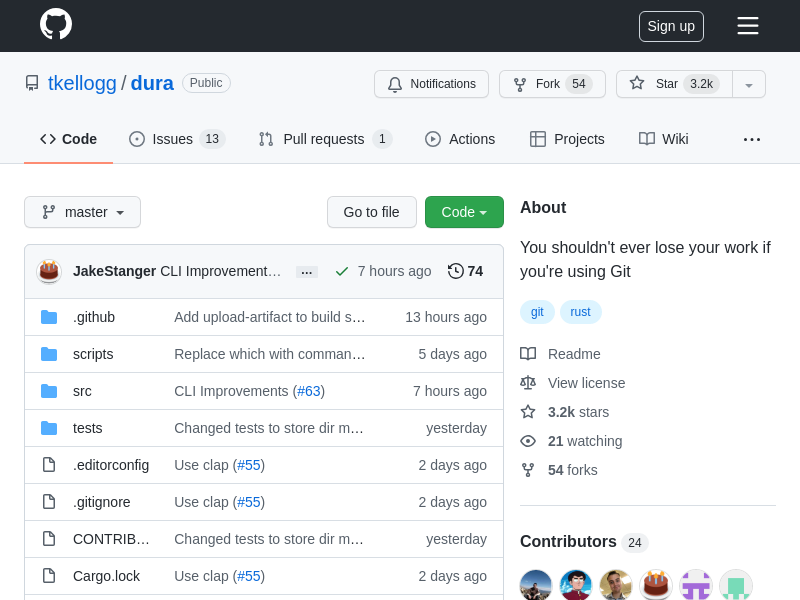 Sign up
tkellogg / dura Public
Notifications Fork 54 Star 3.2k
Code Issues 13 Pull requests 1 Actions Projects Wiki ...
master Go to file Code
JakeStanger CLI Improvement… ... 7 hours ago 74
.github Add upload-artifact to build s… 13 hours ago
scripts Replace which with comman… 5 days ago
src CLI Improvements (#63) 7 hours ago
tests Changed tests to store dir m… yesterday
.editorconfig Use clap (#55) 2 days ago
.gitignore Use clap (#55) 2 days ago
CONTRIB… Changed tests to store dir m… yesterday
Cargo.lock Use clap (#55) 2 days ago
About
You shouldn't ever lose your work if
you're using Git
git rust
Readme
View license
3.2k stars
21 watching
54 forks
Contributors 24